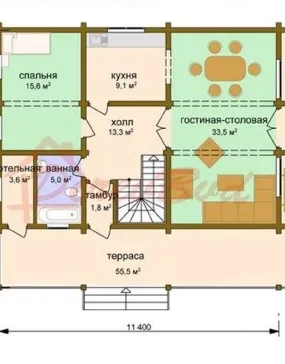 спальня
15,6 м²
кухня
9,1 м²
холл
13,3 м²
гостиная-столовая
33,5 м²
отельная
3,6 м²
ванная
5,0 м²
тамбур
1,8 м²
терраса
55,5 м²
11 400